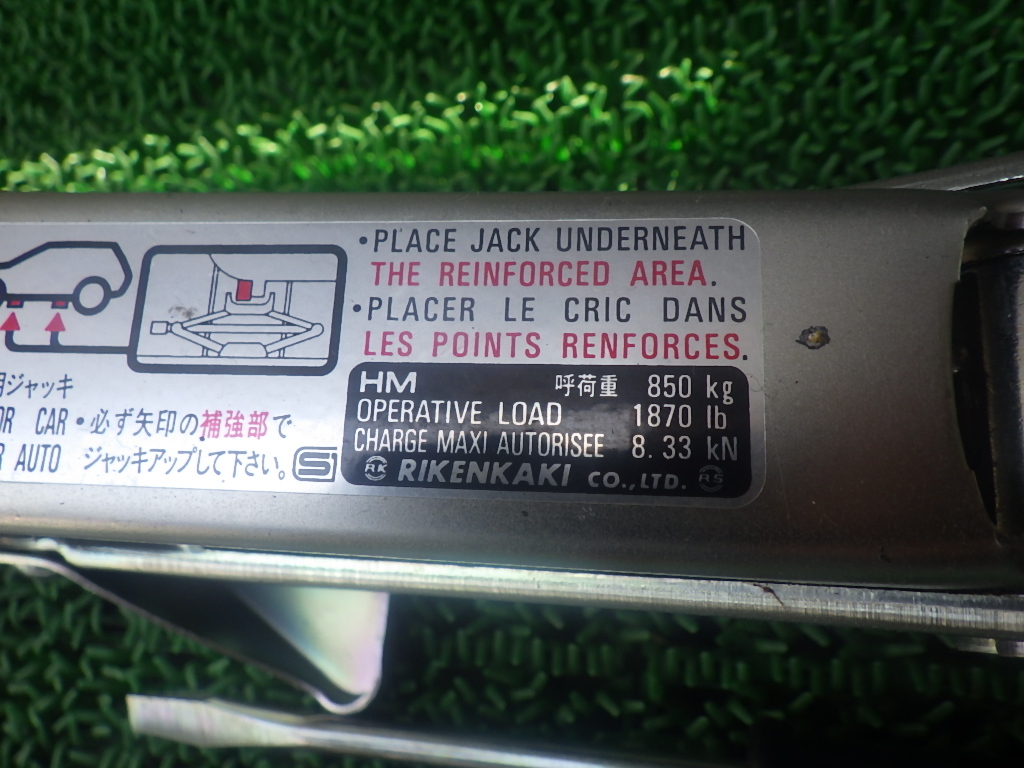 •PLACE JACK UNDERNEATH
THE REINFORCED AREA.
•PLACER LE CRIC DANS
LES POINTS RENFORCES.
用ジャッキ
OR CAR •必ず矢印の補強部で
R AUTO ジャッキアップして下さい。
HM 呼荷重 850 kg
OPERATIVE LOAD 1870 lb
CHARGE MAXI AUTORISEE 8.33 kN
RK RIKENKAKI CO.,LTD. RS